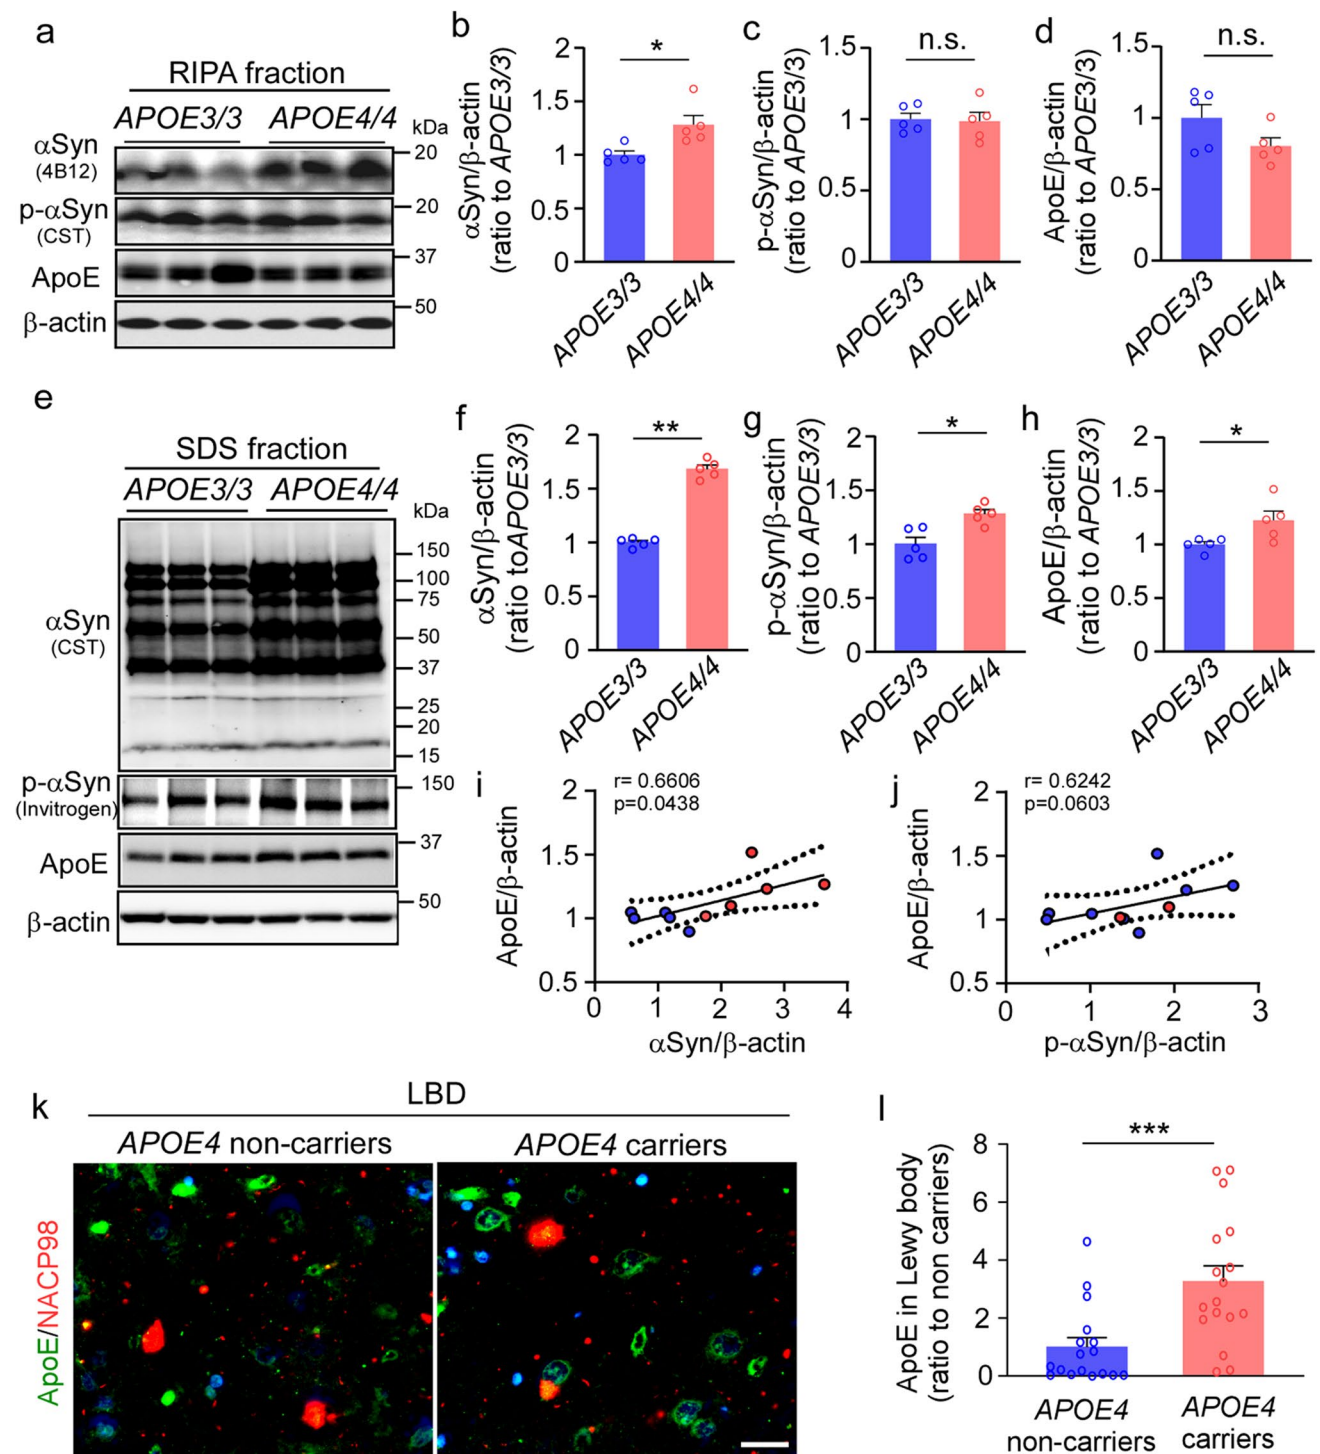 a
RIPA fraction
APOE3/3 APOE4/4
kDa
αSyn
(4B12)
20
p-αSyn
(CST)
20
ApoE
37
β-actin
50
b
αSyn/β-actin
(ratio to APOE3/3)
2
1.5
1
0.5
0
*
APOE3/3
APOE4/4
c
p-αSyn/β-actin
(ratio to APOE3/3)
1.5
1
0.5
0
n.s.
APOE3/3
APOE4/4
d
ApoE/β-actin
(ratio to APOE3/3)
1.5
1
0.5
0
n.s.
APOE3/3
APOE4/4
e
SDS fraction
APOE3/3 APOE4/4
kDa
αSyn
(CST)
150
100
75
50
37
25
20
15
p-αSyn
(Invitrogen)
150
ApoE
37
β-actin
50
f
αSyn/β-actin
(ratio toAPOE3/3)
2
1.5
1
0.5
0
**
APOE3/3
APOE4/4
g
p-αSyn/β-actin
(ratio to APOE3/3)
2
1.5
1
0.5
0
*
APOE3/3
APOE4/4
h
ApoE/β-actin
(ratio to APOE3/3)
2
1.5
1
0.5
0
*
APOE3/3
APOE4/4
i
ApoE/β-actin
2
1.5
1
0.5
r= 0.6606
p=0.0438
0 1 2 3 4
αSyn/β-actin
j
ApoE/β-actin
2
1.5
1
0.5
r= 0.6242
p=0.0603
0 1 2 3
p-αSyn/β-actin
k
LBD
APOE4 non-carriers
APOE4 carriers
ApoE/NACP98
l
ApoE in Lewy body
(ratio to non carriers)
8
6
4
2
0
***
APOE4
non-carriers
APOE4
carriers